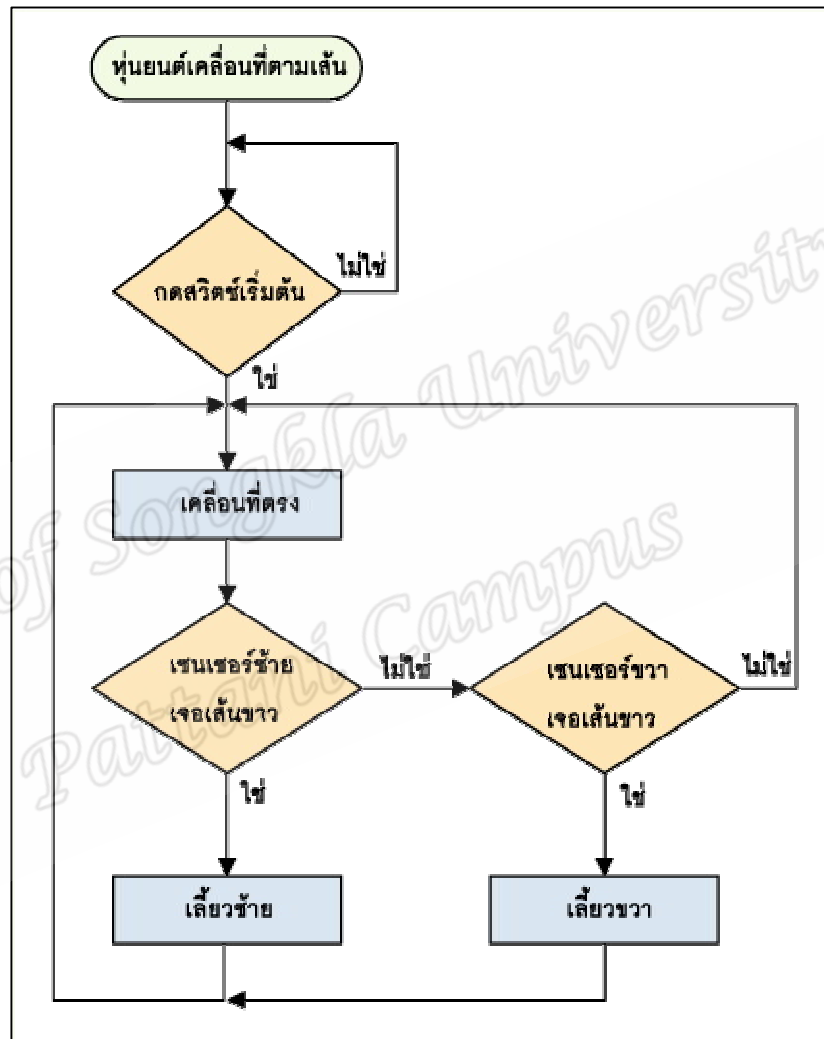 หุ่นยนต์เคลื่อนที่ตามเส้น
ไม่ใช่
กดสวิตช์เริ่มต้น
ใช่
เคลื่อนที่ตรง
เซนเซอร์ซ้าย
เจอเส้นขาว
ไม่ใช่
เซนเซอร์ขวา
เจอเส้นขาว
ไม่ใช่
ใช่
ใช่
เลี้ยวซ้าย
เลี้ยวขวา
of Songkla University
Pattani Campus